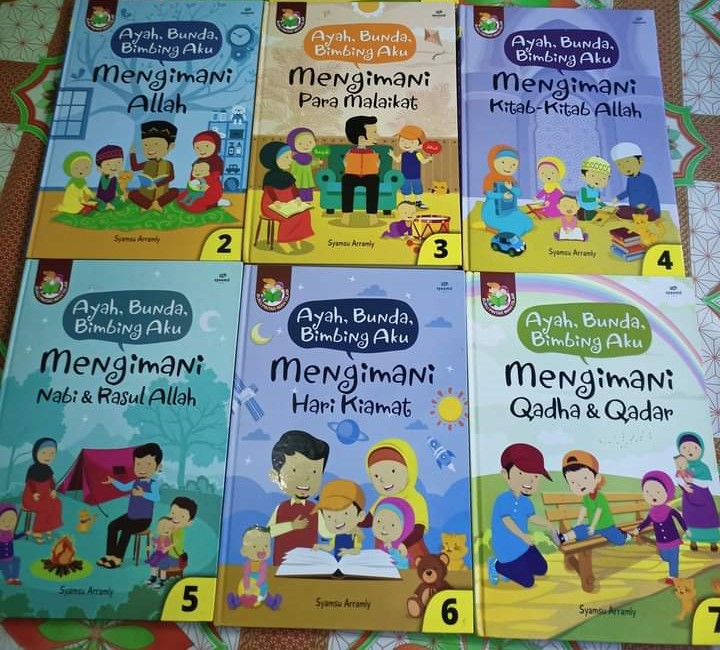 Ayah, Bunda,
Bimbing Aku
Mengimani
Allah
Syamsu Arramly
2
Ayah, Bunda,
Bimbing Aku
Mengimani
Para Malaikat
Syamsu Arramly
3
Ayah, Bunda,
Bimbing Aku
Mengimani
Kitab-Kitab Allah
Syamsu Arramly
4
Ayah, Bunda,
Bimbing Aku
Mengimani
Nabi & Rasul Allah
Syamsu Arramly
5
Ayah, Bunda,
Bimbing Aku
Mengimani
Hari Kiamat
Syamsu Arramly
6
Ayah, Bunda,
Bimbing Aku
Mengimani
Qadha & Qadar
Syamsu Arramly
7